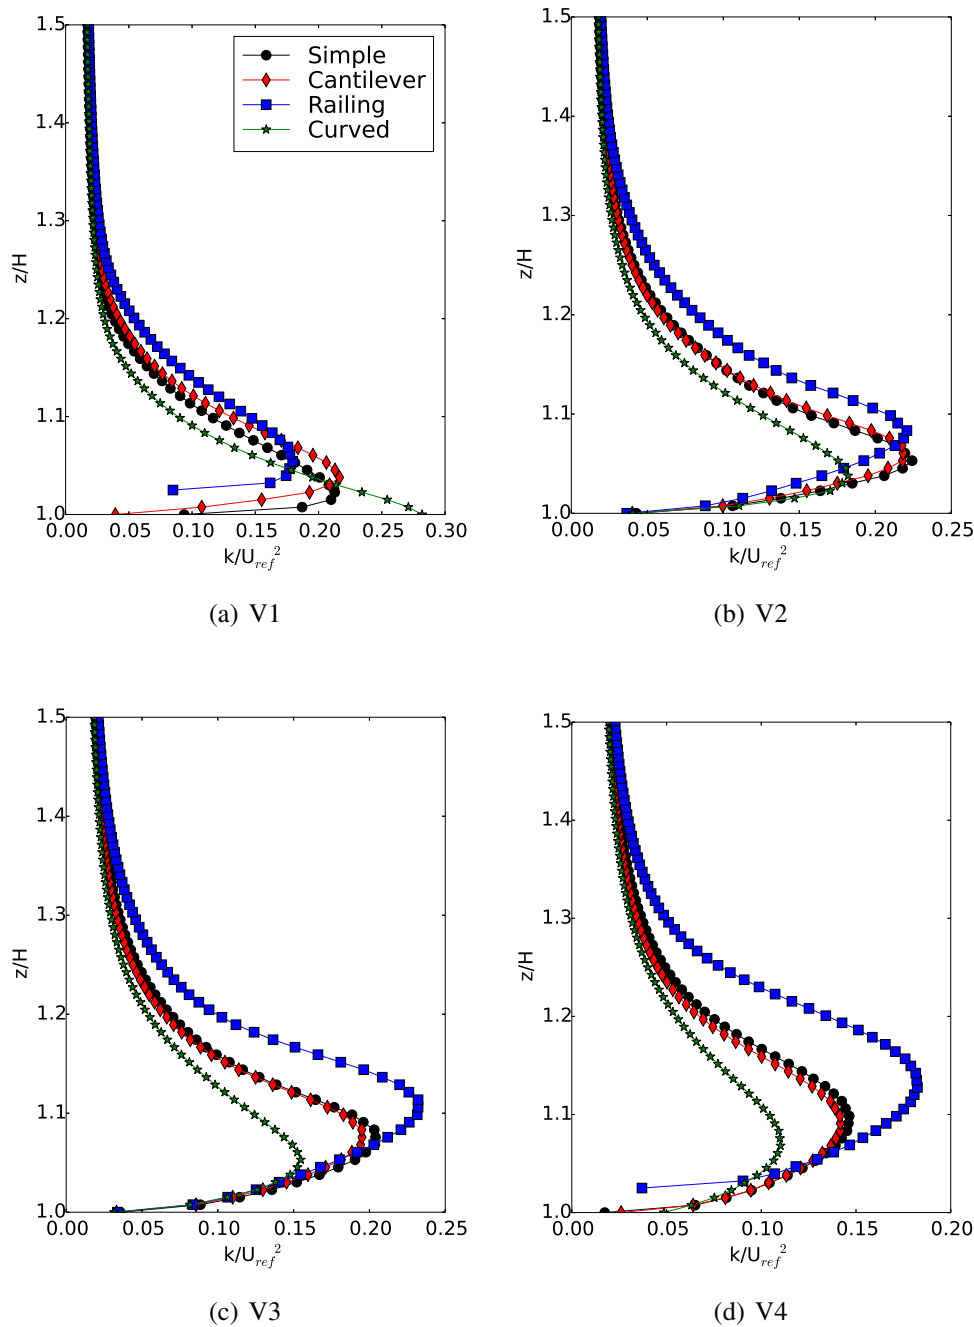 1.5
1.4
1.3
1.2
1.1
1.0
z/H
0.00 0.05 0.10 0.15 0.20 0.25 0.30
k/U_ref^2
Simple
Cantilever
Railing
Curved
(a) V1
1.5
1.4
1.3
1.2
1.1
1.0
z/H
0.00 0.05 0.10 0.15 0.20 0.25
k/U_ref^2
(b) V2
1.5
1.4
1.3
1.2
1.1
1.0
z/H
0.00 0.05 0.10 0.15 0.20 0.25
k/U_ref^2
(c) V3
1.5
1.4
1.3
1.2
1.1
1.0
z/H
0.00 0.05 0.10 0.15 0.20
k/U_ref^2
(d) V4